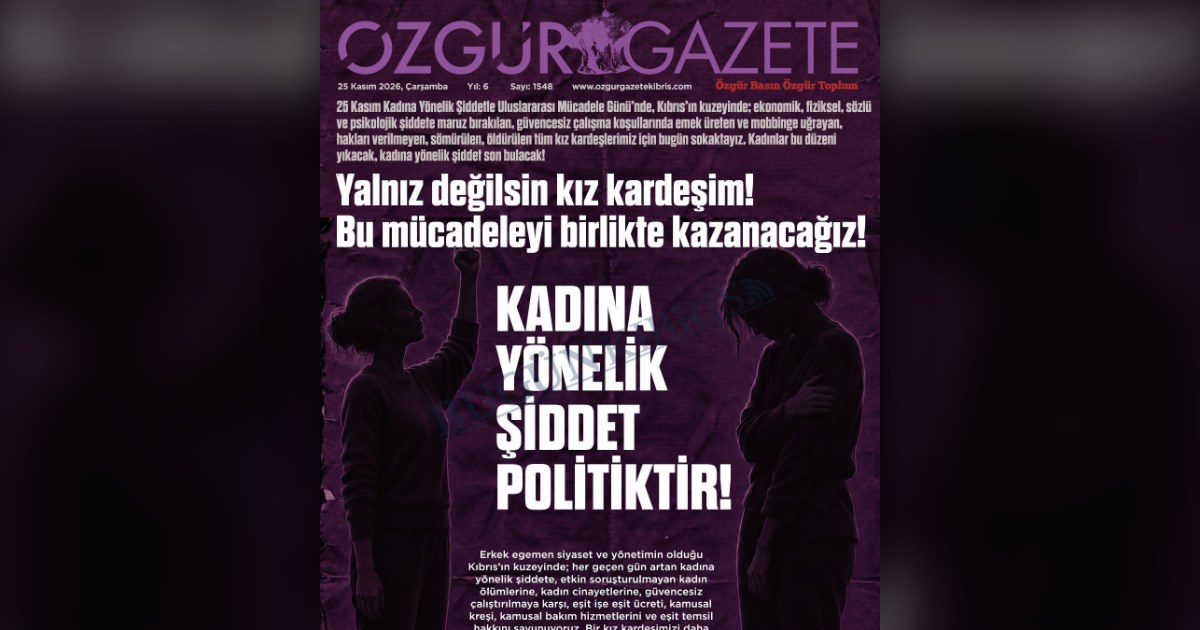 ÖZGÜR GAZETE
25 Kasım 2026, Çarşamba Yıl: 6 Sayı: 1548 www.ozgurgazetekibris.com Özgür Basın Özgür Toplum
25 Kasım Kadına Yönelik Şiddetle Uluslararası Mücadele Günü'nde, Kıbrıs'ın kuzeyinde; ekonomik, fiziksel, sözlü
ve psikolojik şiddete maruz bırakılan, güvencesiz çalışma koşullarında emek üreten ve mobbinge uğrayan,
hakları verilmeyen, sömürülen, öldürülen tüm kız kardeşlerimiz için bugün sokaktayız. Kadınlar bu düzeni
yıkacak, kadına yönelik şiddet son bulacak!
Yalnız değilsin kız kardeşim!
Bu mücadeleyi birlikte kazanacağız!
KADINA
YÖNELİK
ŞİDDET
POLİTİKTİR!
Erkek egemen siyaset ve yönetimin olduğu
Kıbrıs'ın kuzeyinde; her geçen gün artan kadına
yönelik şiddete, etkin soruşturulmayan kadın
ölümlerine, kadın cinayetlerine, güvencesiz
çalıştırılmaya karşı, eşit işe eşit ücreti, kamusal
kreşi, kamusal bakım hizmetlerini ve eşit temsil
hakkını savunuyoruz. Bir kız kardeşimizi daha